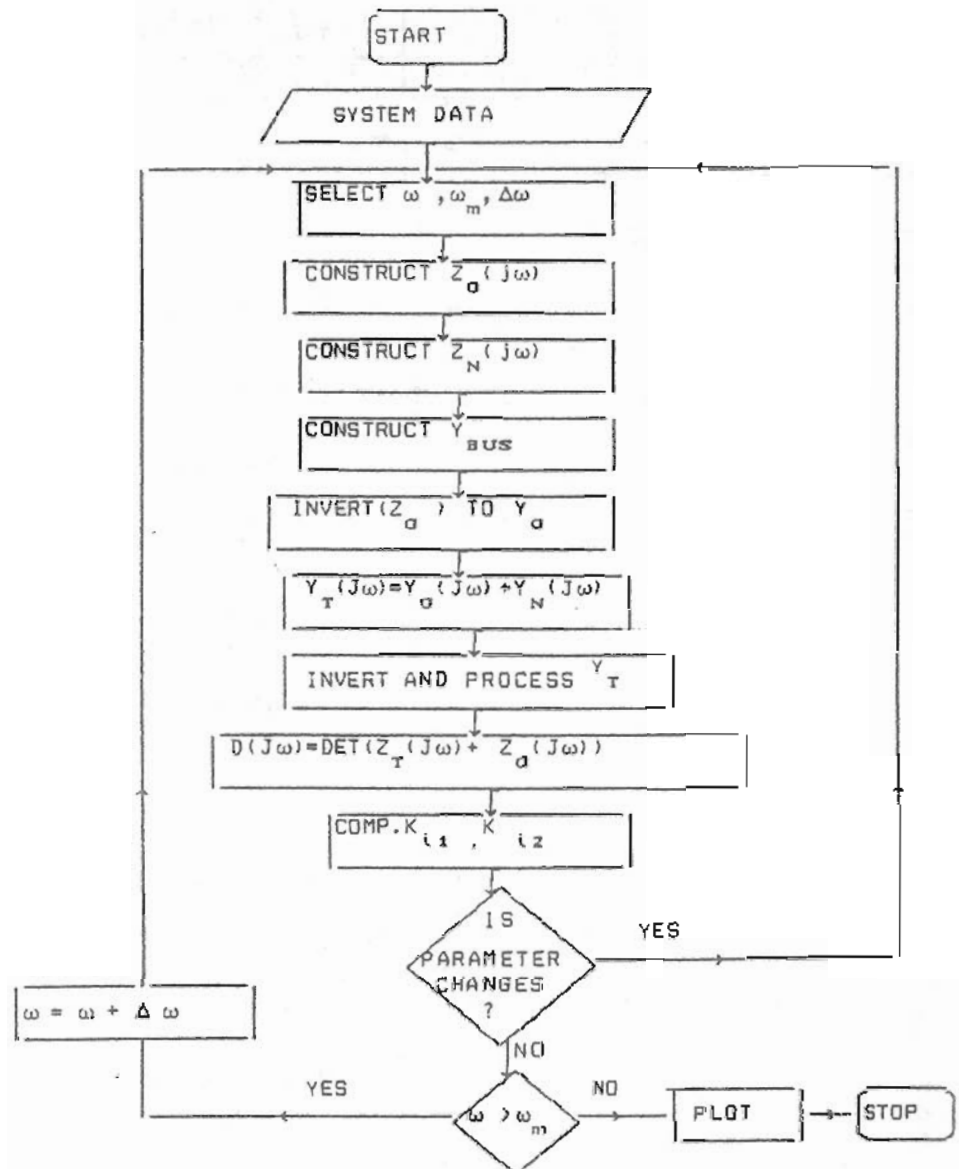 START
SYSTEM DATA
SELECT ω ,ω_m, Δω
CONSTRUCT Z_a(jω)
CONSTRUCT Z_N(jω)
CONSTRUCT Y_BUS
INVERT(Z_a ) TO Y_a
Y_T(Jω)=Y_a(Jω)+Y_N(Jω)
INVERT AND PROCESS Y_T
D(Jω)=DET(Z_T(Jω)+ Z_a(Jω))
COMP.K_i1 ,K_i2
IS
PARAMETER
CHANGES
?
YES
NO
ω = ω + Δ ω
YES
ω >ω_m
NO
PLOT
STOP